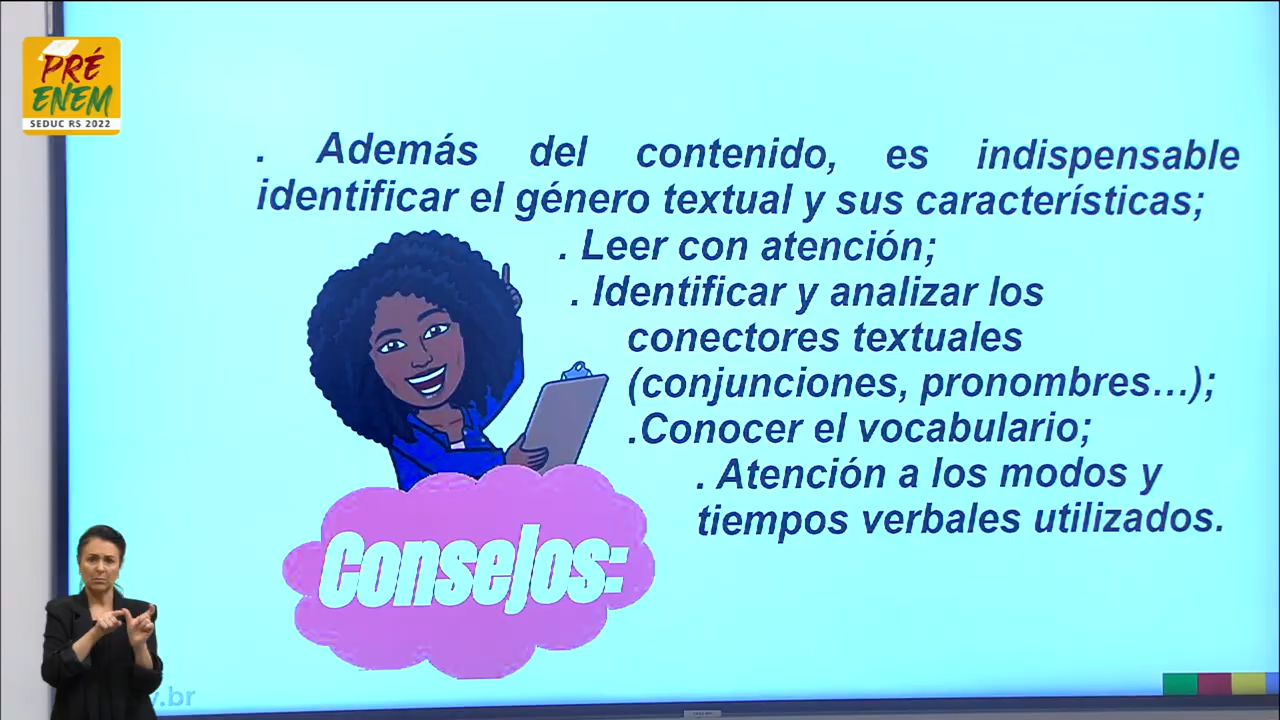 PRÉ
ENEM
SEDUC RS 2022
. Además del contenido, es indispensable
identificar el género textual y sus características;
. Leer con atención;
. Identificar y analizar los
conectores textuales
(conjunciones, pronombres...);
.Conocer el vocabulario;
. Atención a los modos y
tiempos verbales utilizados.
Consejos:
.br